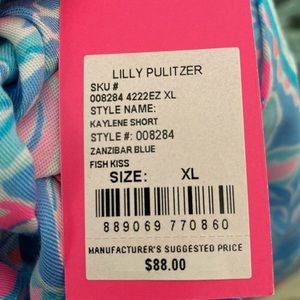 LILLY PULITZER
SKU #
008284 4222EZ XL
STYLE NAME:
KAYLENE SHORT
STYLE #: 008284
ZANZIBAR BLUE
FISH KISS
SIZE: XL
889069 770860
MANUFACTURER'S SUGGESTED PRICE
$88.00